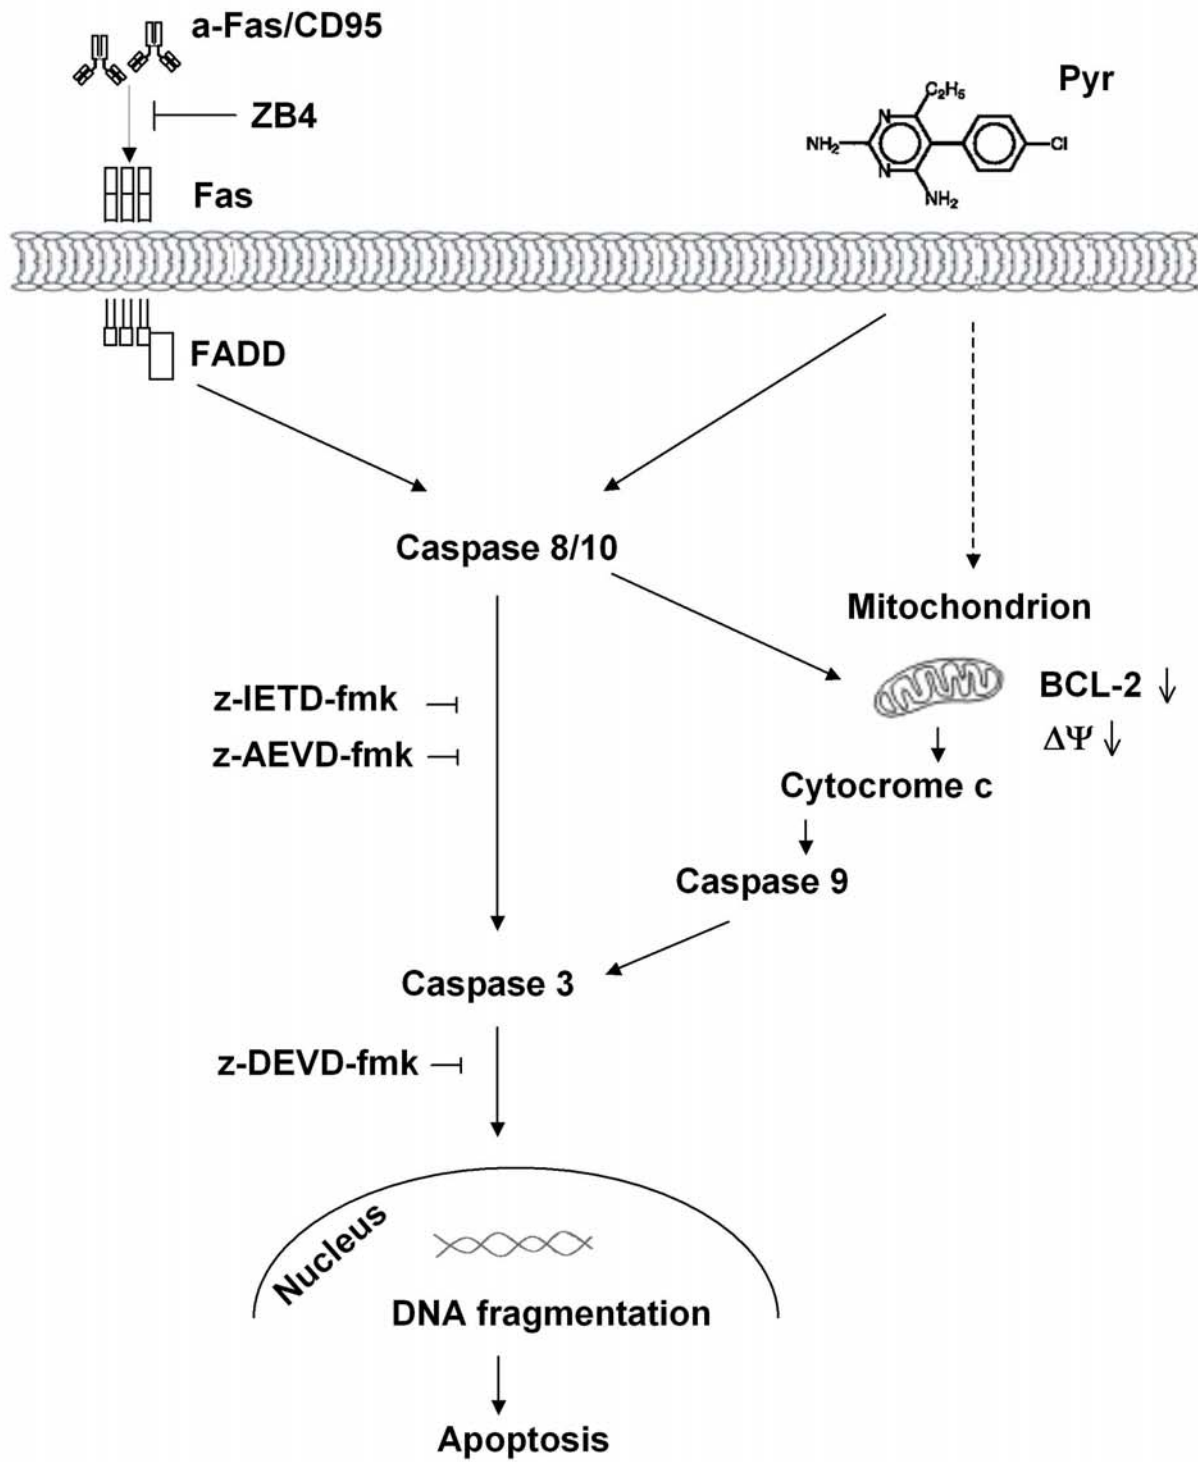 a-Fas/CD95
ZB4
Fas
Pyr
C₂H₅
N
NH₂
Cl
N
NH₂
FADD
Caspase 8/10
Mitochondrion
z-IETD-fmk
BCL-2 ↓
z-AEVD-fmk
ΔΨ ↓
Cytocrome c
Caspase 9
Caspase 3
z-DEVD-fmk
Nucleus
DNA fragmentation
Apoptosis